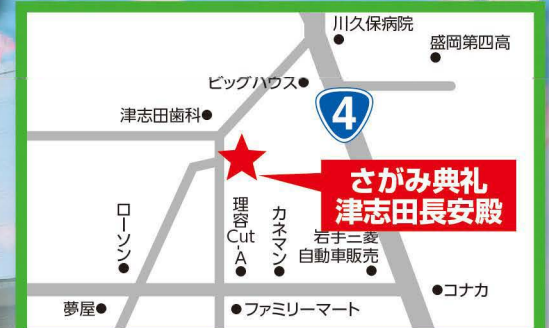 川久保病院
盛岡第四高
ビッグハウス
4
津志田歯科
さがみ典礼
津志田長安殿
ローソン
理容Cut-A
カネマン
岩手三菱
自動車販売
コナカ
夢屋
ファミリーマート